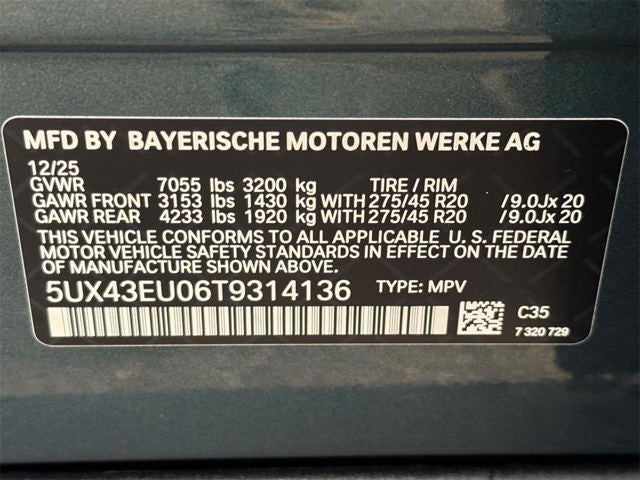 MFD BY BAYERISCHE MOTOREN WERKE AG
12/25
GVWR 7055 lbs 3200 kg TIRE / RIM
GAWR FRONT 3153 lbs 1430 kg WITH 275/45 R20 /9.0Jx 20
GAWR REAR 4233 lbs 1920 kg WITH 275/45 R20 /9.0Jx 20
THIS VEHICLE CONFORMS TO ALL APPLICABLE U. S. FEDERAL
MOTOR VEHICLE SAFETY STANDARDS IN EFFECT ON THE DATE
OF MANUFACTURE SHOWN ABOVE.
5UX43EU06T9314136 TYPE: MPV
C35
7 320 729